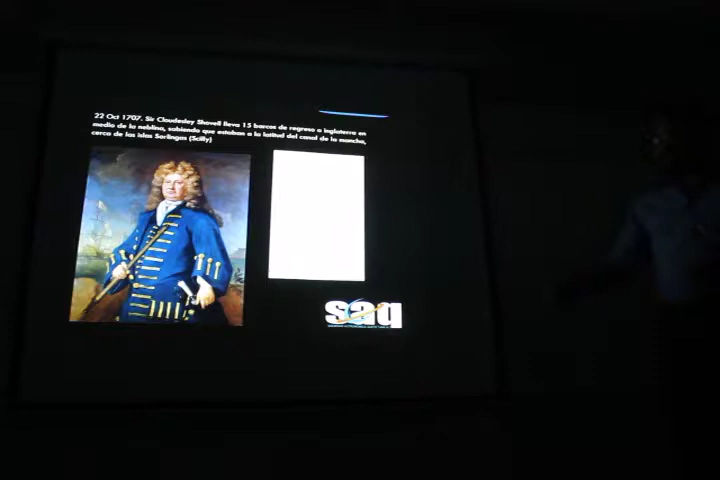 22 Oct 1707. Sir Cloudesley Shovell lleva 15 barcos de regreso a inglaterra en
medio de la neblina, sabiendo que estaban a la latitud del canal de la mancha,
cerca de las islas Sorlingas (Scilly)
saq